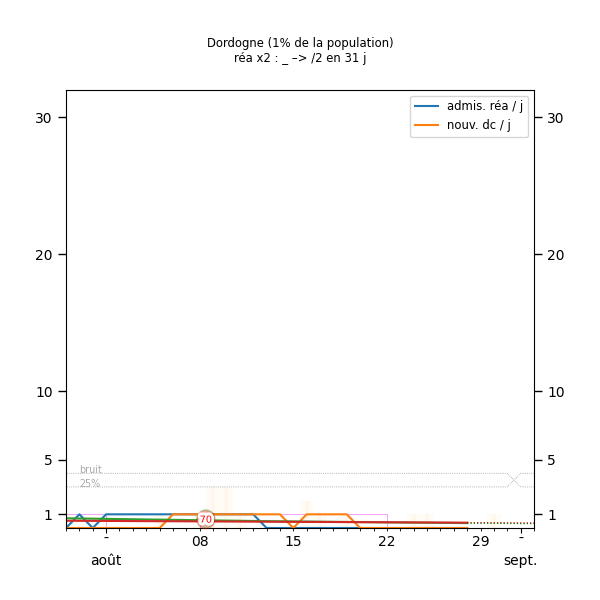 Dordogne (1% de la population)
réa x2 : _ –> /2 en 31 j
admis. réa / j
nouv. dc / j
30 30
20 20
10 10
5 5
bruit
25%
1 1
70
- 08 15 22 29 -
août sept.